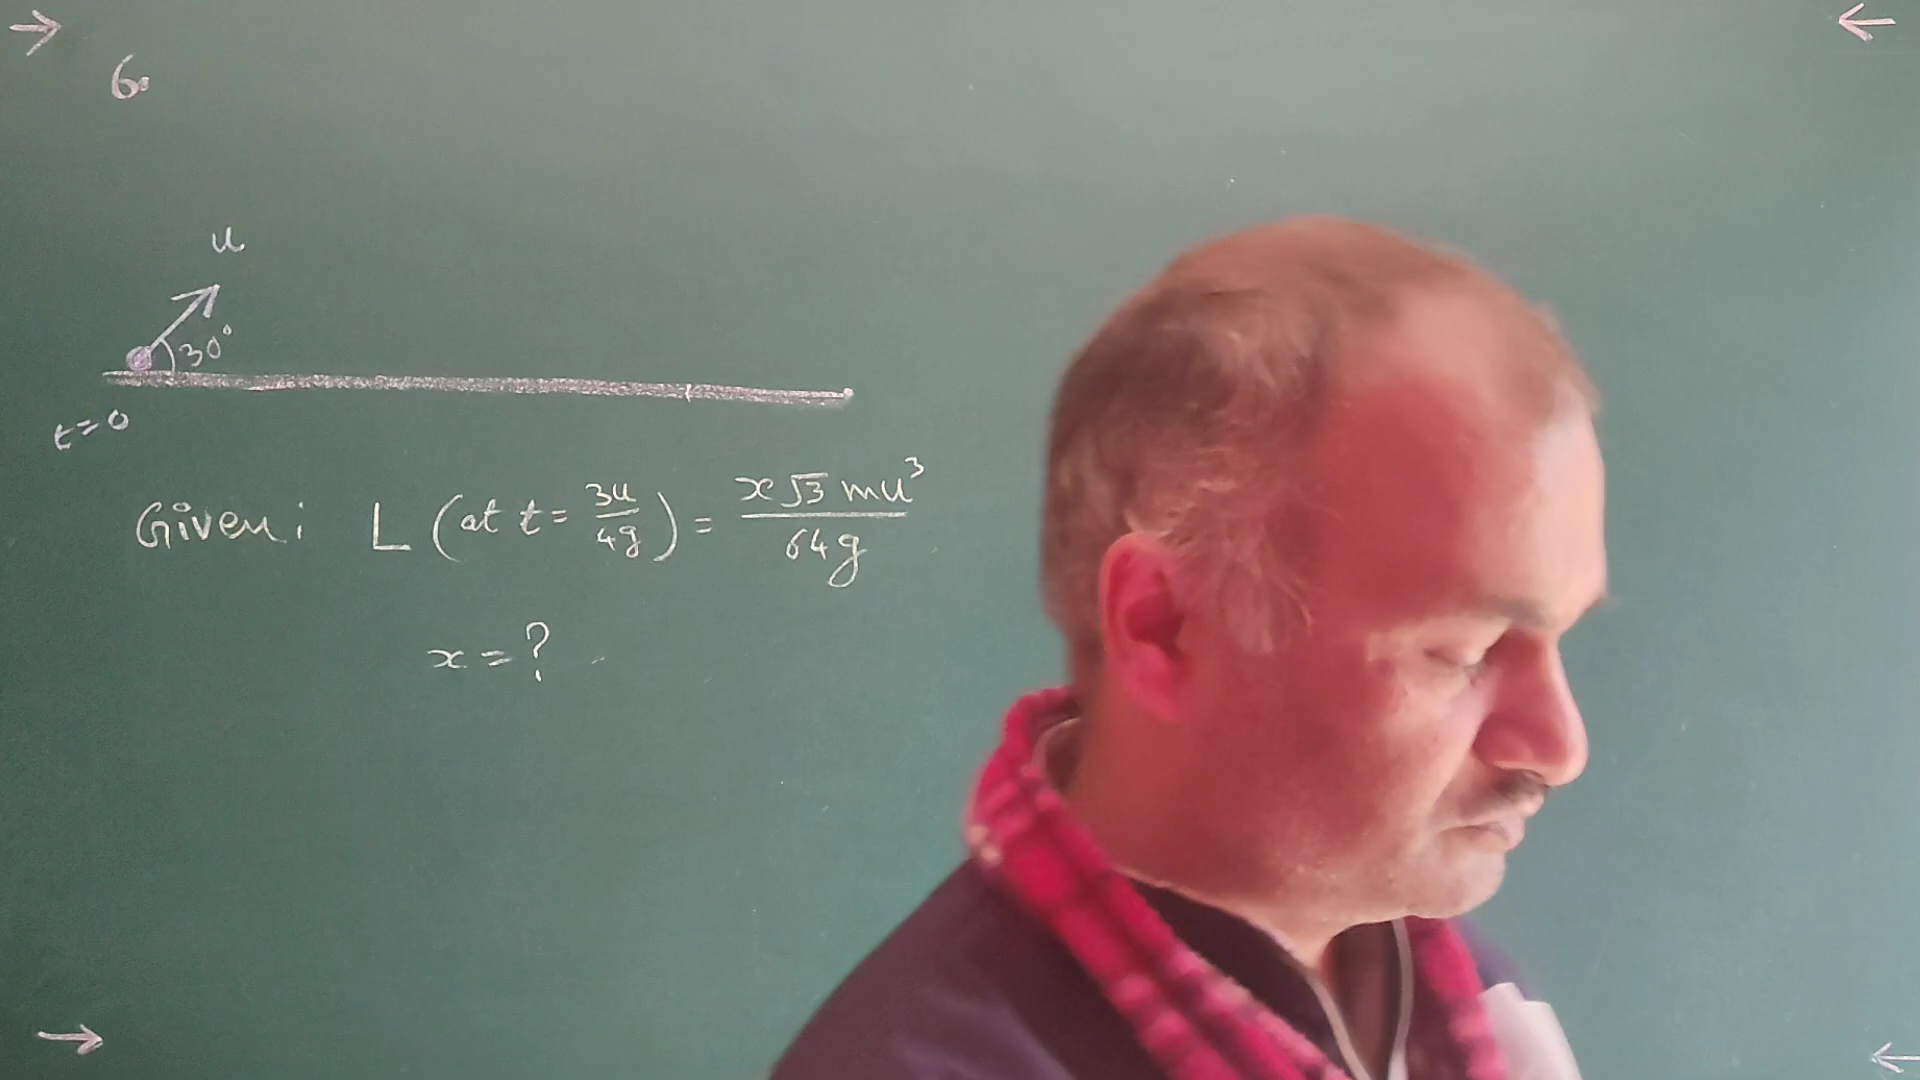 6.
u
30°
t=0
Given: L (at t = 3u/4g) = x√3 mu³/64g
x = ?